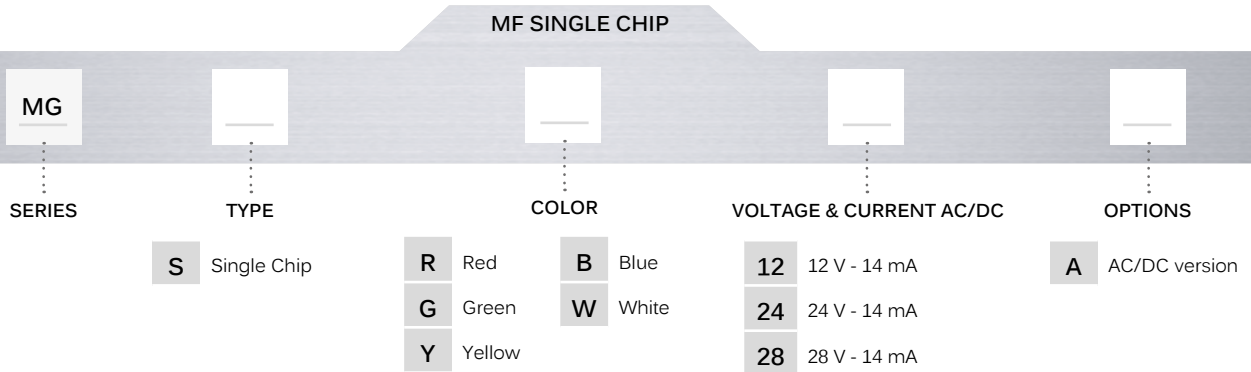 MF SINGLE CHIP
MG
SERIES
TYPE
COLOR
VOLTAGE & CURRENT AC/DC
OPTIONS
S Single Chip
R Red
B Blue
G Green
W White
Y Yellow
12 12 V - 14 mA
24 24 V - 14 mA
28 28 V - 14 mA
A AC/DC version